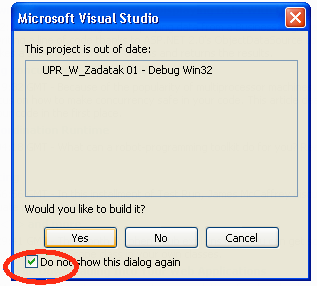 Microsoft Visual Studio
This project is out of date:
UPR_W_Zadatak 01 - Debug Win32
Would you like to build it?
Yes No Cancel
Do not show this dialog again